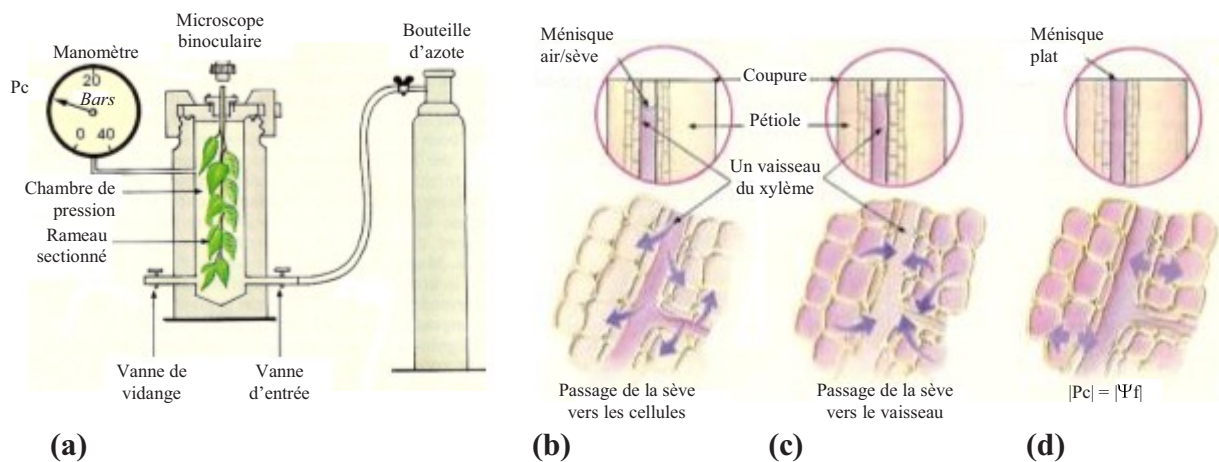 Microscope
binoculaire
Manomètre
Pc
20
Bars
0 40
Bouteille
d'azote
Chambre de
pression
Rameau
sectionné
Vanne de
vidange
Vanne
d'entrée
(a)
Ménisque
air/sève
Coupure
Pétiole
Un vaisseau
du xylème
Passage de la sève
vers les cellules
(b)
Passage de la sève
vers le vaisseau
(c)
Ménisque
plat
|Pc| = |Ψf|
(d)